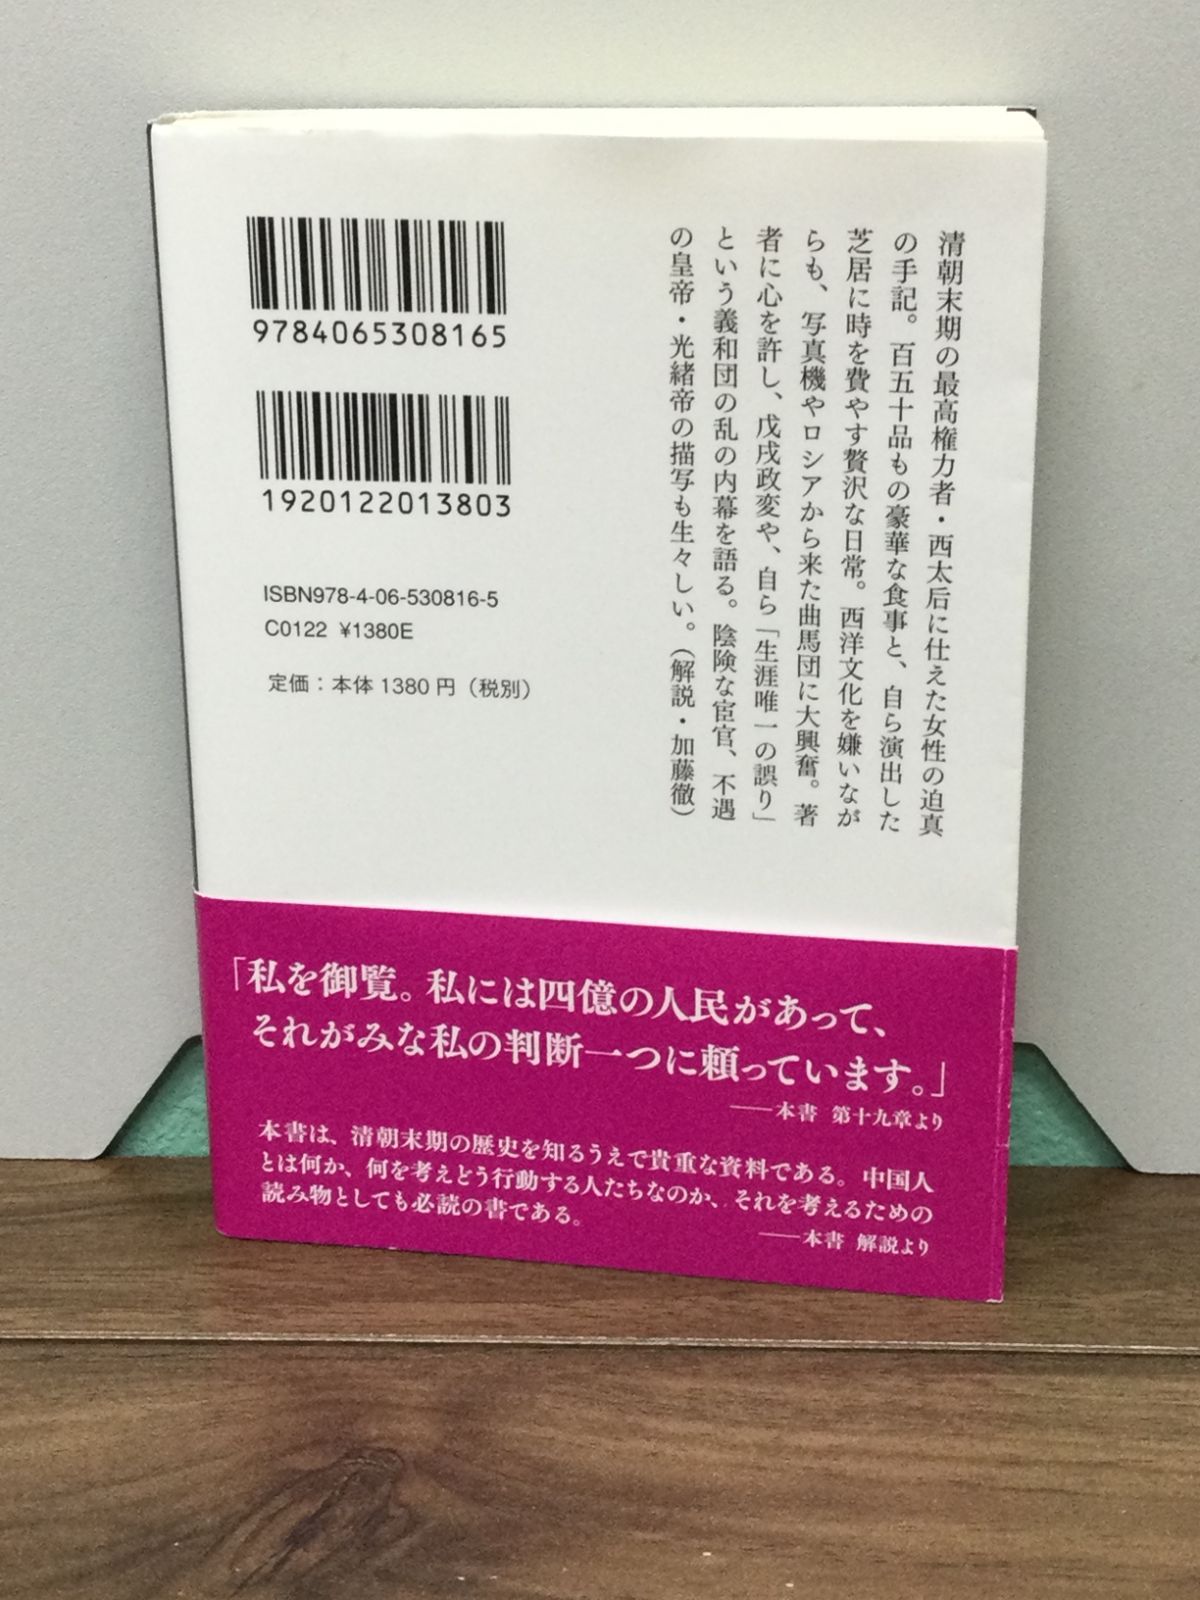 清朝末期の最高権力者・西太后に仕えた女性の迫真
の手記。百五十品もの豪華な食事と、自ら演出した
芝居に時を費やす贅沢な日常。西洋文化を嫌いなが
らも、写真機やロシアから来た曲馬団に大興奮。著
者に心を許し、戊戌政変や、自ら「生涯唯一の誤り」
という義和団の乱の内幕を語る。陰険な宦官、不遇
の皇帝・光緒帝の描写も生々しい。（解説・加藤徹）
9784065308165
1920122013803
ISBN978-4-06-530816-5
C0122 ¥1380E
定価：本体1380円（税別）
「私を御覧。私には四億の人民があって、
それがみな私の判断一つに頼っています。」
――本書 第十九章より
本書は、清朝末期の歴史を知るうえで貴重な資料である。中国人
とは何か、何を考えどう行動する人たちなのか、それを考えるための
読み物としても必読の書である。
――本書 解説より